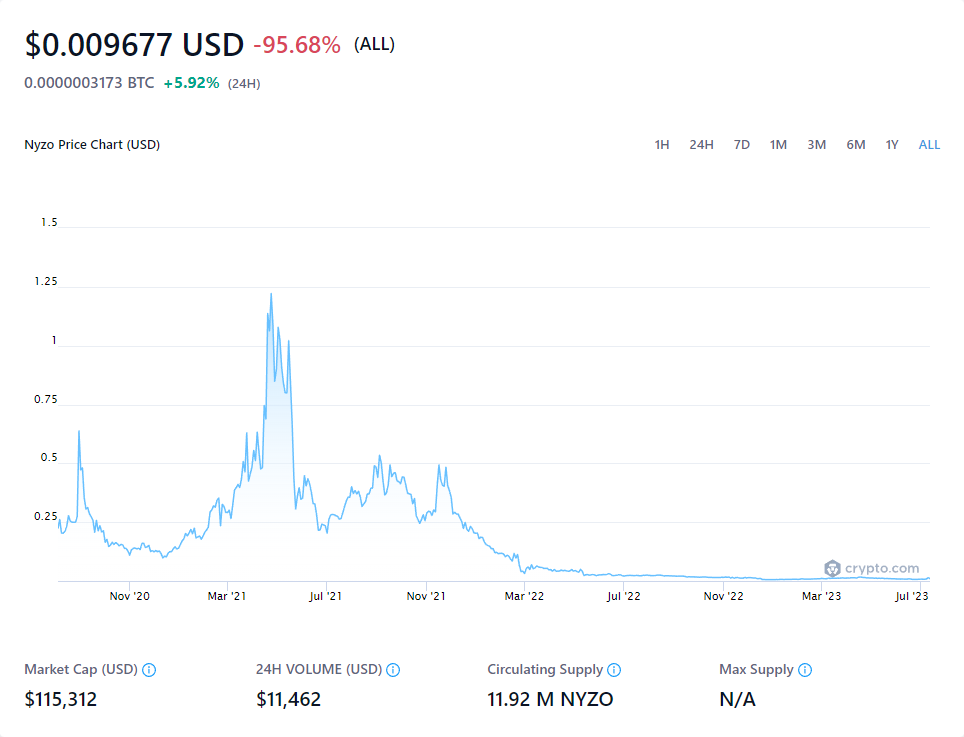 $0.009677 USD -95.68% (ALL)
0.0000003173 BTC +5.92% (24H)
Nyzo Price Chart (USD) 1H 24H 7D 1M 3M 6M 1Y ALL
1.5
1.25
1
0.75
0.5
0.25
crypto.com
Nov '20 Mar '21 Jul '21 Nov '21 Mar '22 Jul '22 Nov '22 Mar '23 Jul '23
Market Cap (USD) 24H VOLUME (USD) Circulating Supply Max Supply
$115,312 $11,462 11.92 M NYZO N/A